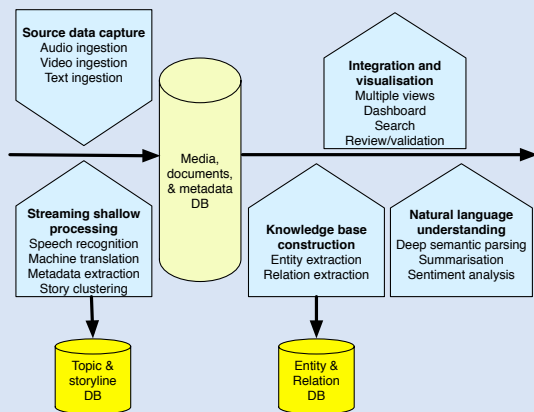 Source data capture
Audio ingestion
Video ingestion
Text ingestion
Integration and
visualisation
Multiple views
Dashboard
Search
Review/validation
Media,
documents,
& metadata
DB
Streaming shallow
processing
Speech recognition
Machine translation
Metadata extraction
Story clustering
Knowledge base
construction
Entity extraction
Relation extraction
Natural language
understanding
Deep semantic parsing
Summarisation
Sentiment analysis
Topic &
storyline
DB
Entity &
Relation
DB